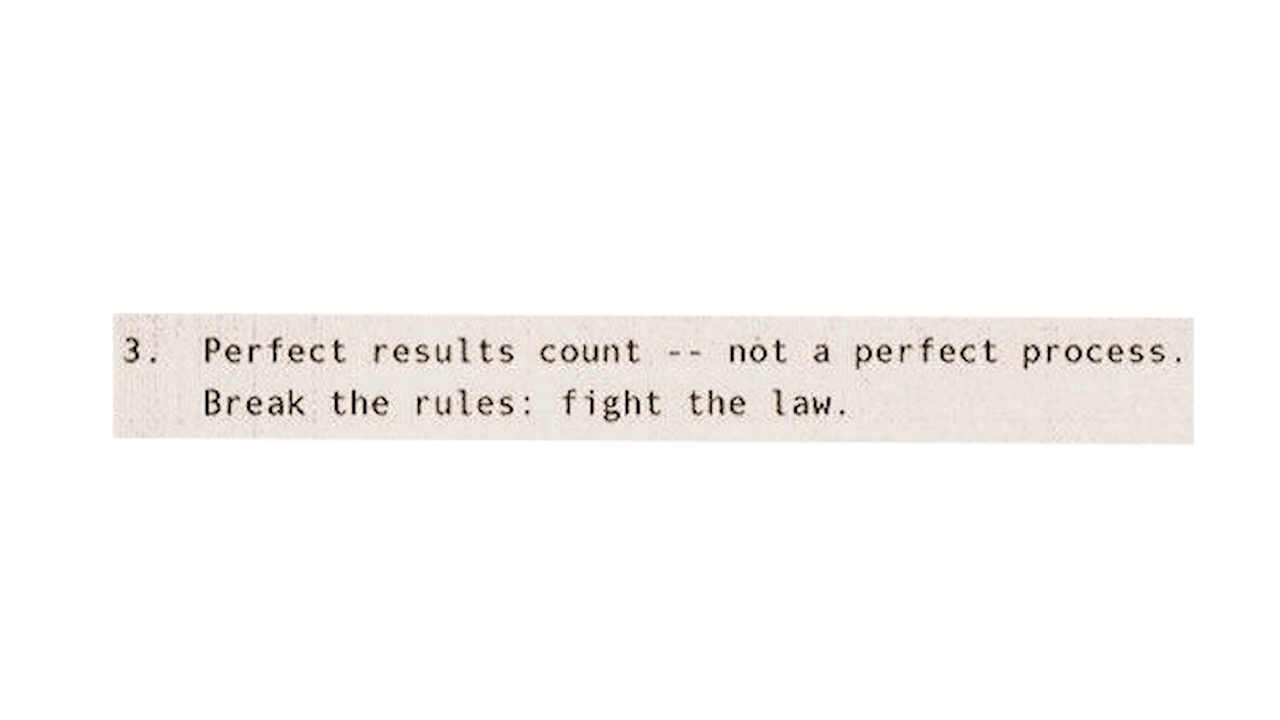 3. Perfect results count -- not a perfect process.
Break the rules: fight the law.